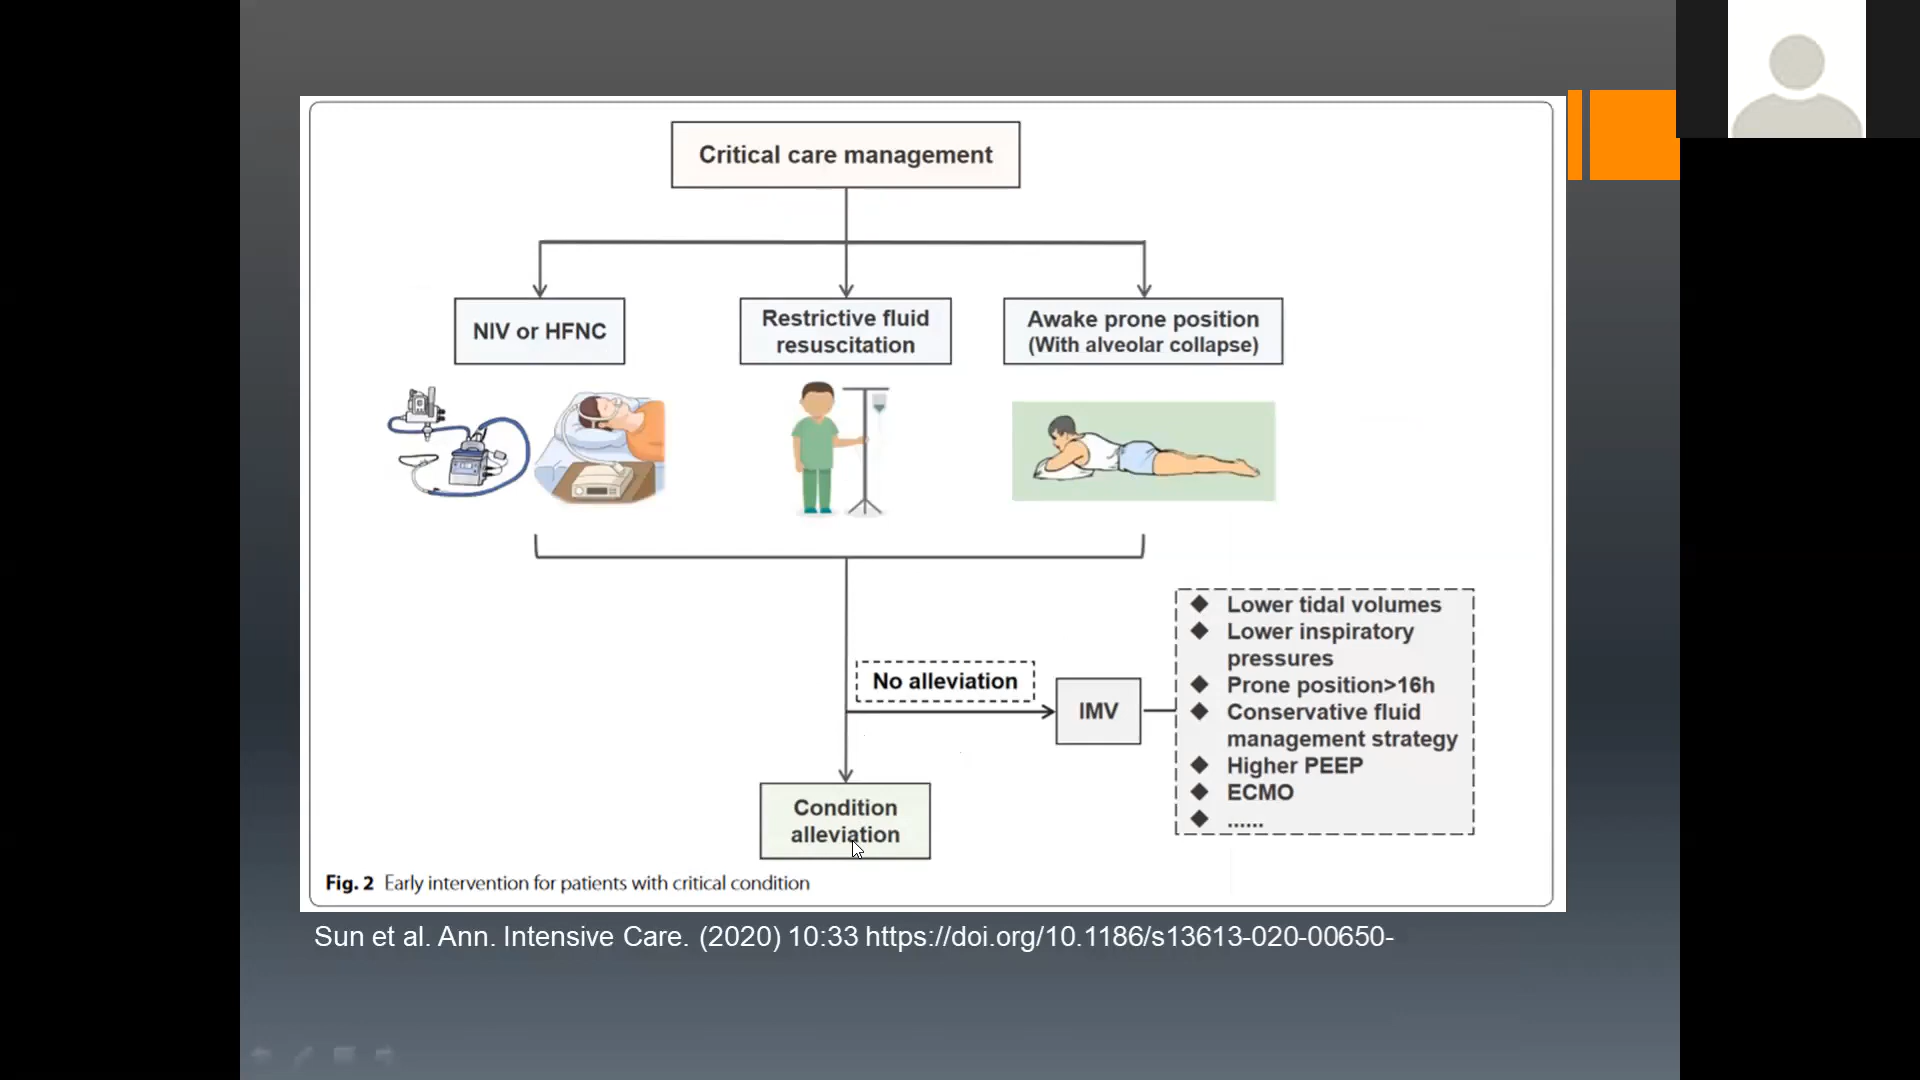 Critical care management
NIV or HFNC
Restrictive fluid
resuscitation
Awake prone position
(With alveolar collapse)
No alleviation
IMV
Lower tidal volumes
Lower inspiratory
pressures
Prone position>16h
Conservative fluid
management strategy
Higher PEEP
ECMO
......
Condition
alleviation
Fig. 2 Early intervention for patients with critical condition
Sun et al. Ann. Intensive Care. (2020) 10:33 https://doi.org/10.1186/s13613-020-00650-